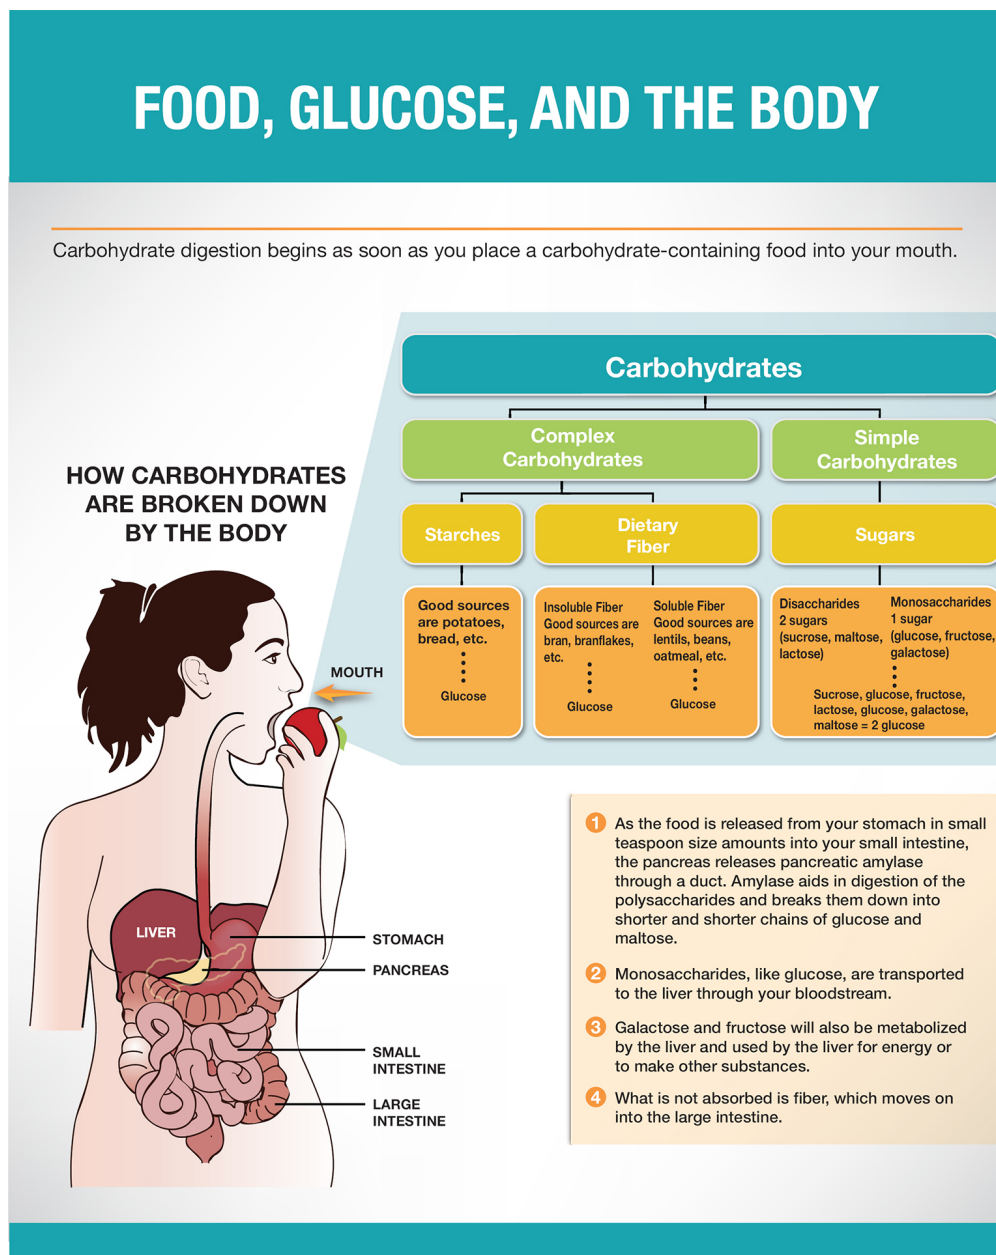 FOOD, GLUCOSE, AND THE BODY
Carbohydrate digestion begins as soon as you place a carbohydrate-containing food into your mouth.
HOW CARBOHYDRATES
ARE BROKEN DOWN
BY THE BODY
Carbohydrates
Complex
Carbohydrates
Simple
Carbohydrates
Starches
Dietary
Fiber
Sugars
Good sources
are potatoes,
bread, etc.
Glucose
Insoluble Fiber
Good sources are
bran, branflakes,
etc.
Glucose
Soluble Fiber
Good sources are
lentils, beans,
oatmeal, etc.
Glucose
Disaccharides
2 sugars
(sucrose, maltose,
lactose)
Monosaccharides
1 sugar
(glucose, fructose,
galactose)
Sucrose, glucose, fructose,
lactose, glucose, galactose,
maltose = 2 glucose
MOUTH
LIVER
STOMACH
PANCREAS
SMALL
INTESTINE
LARGE
INTESTINE
1 As the food is released from your stomach in small
teaspoon size amounts into your small intestine,
the pancreas releases pancreatic amylase
through a duct. Amylase aids in digestion of the
polysaccharides and breaks them down into
shorter and shorter chains of glucose and
maltose.
2 Monosaccharides, like glucose, are transported
to the liver through your bloodstream.
3 Galactose and fructose will also be metabolized
by the liver and used by the liver for energy or
to make other substances.
4 What is not absorbed is fiber, which moves on
into the large intestine.